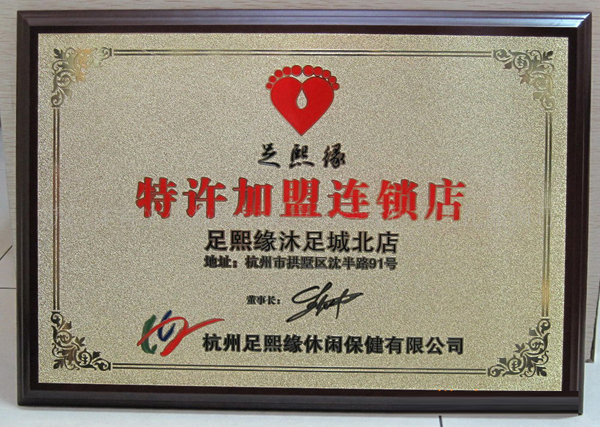 足熙缘
特许加盟连锁店
足熙缘沐足城北店
地址：杭州市拱墅区沈半路91号
董事长：
杭州足熙缘休闲保健有限公司